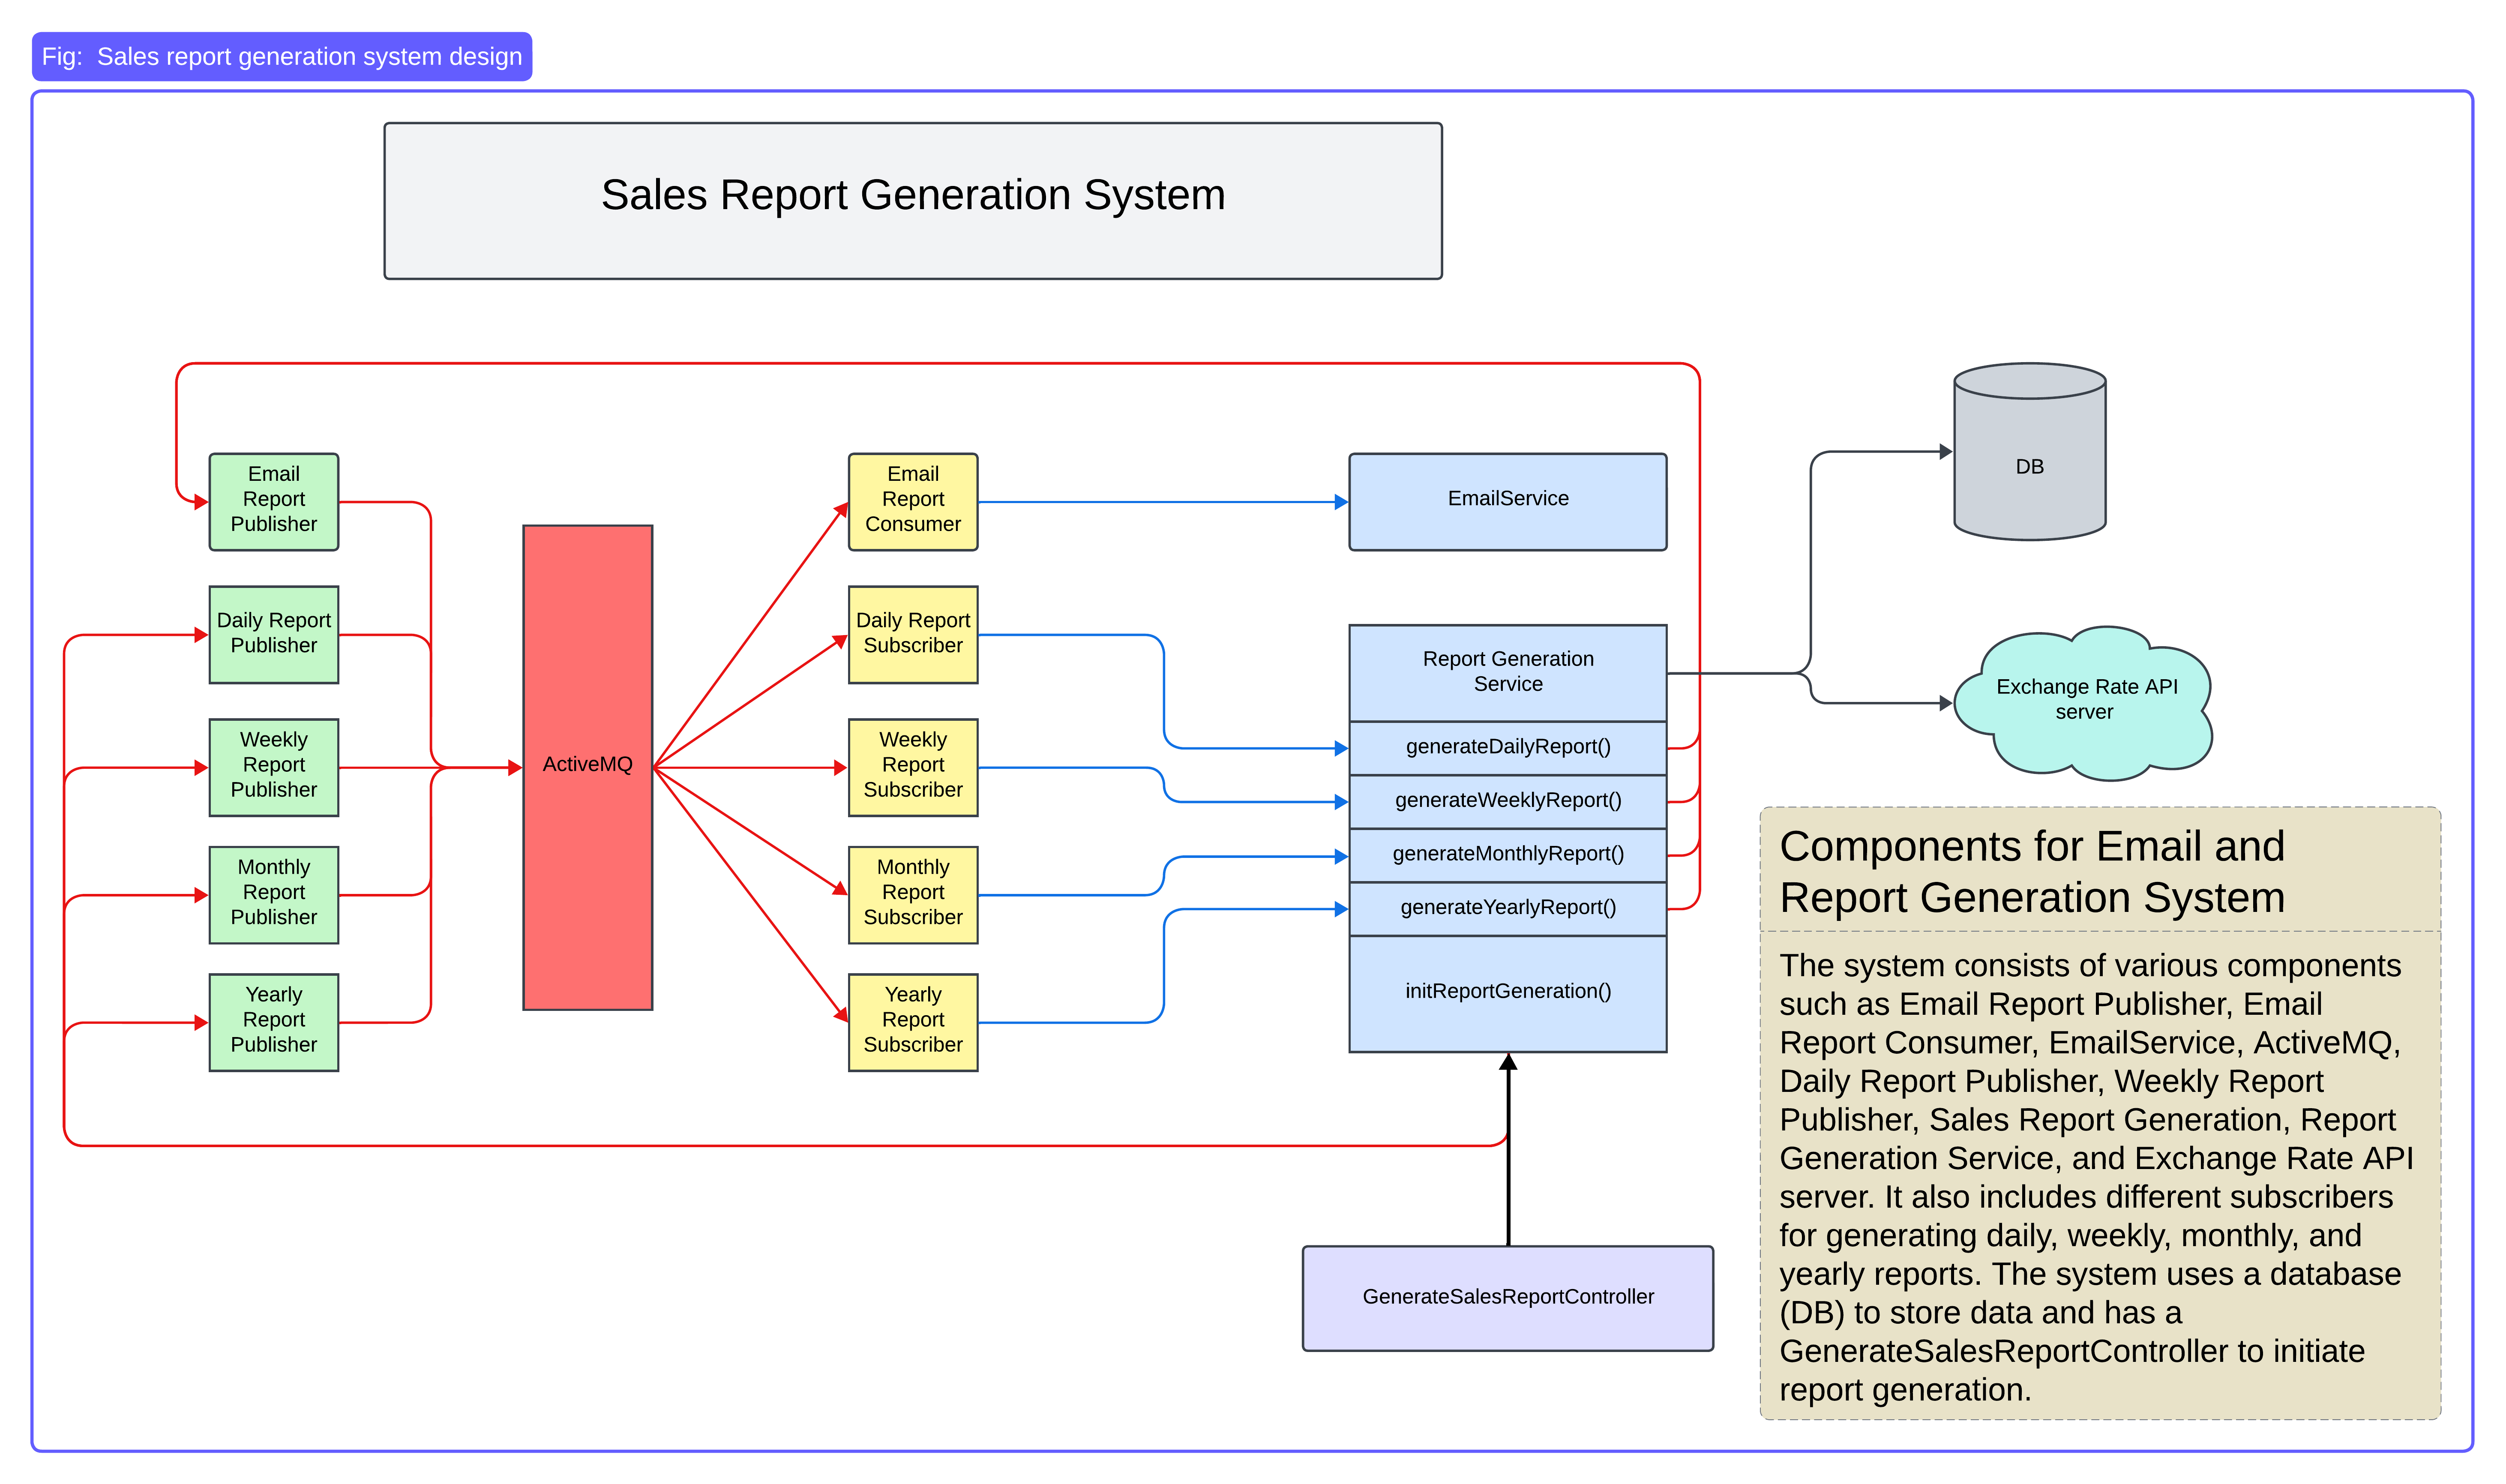 Fig:  Sales report generation system design
Sales Report Generation System
Email
Report
Publisher
Daily Report
Publisher
Weekly
Report
Publisher
Monthly
Report
Publisher
Yearly
Report
Publisher
ActiveMQ
Email
Report
Consumer
Daily Report
Subscriber
Weekly
Report
Subscriber
Monthly
Report
Subscriber
Yearly
Report
Subscriber
EmailService
Report Generation
Service
generateDailyReport()
generateWeeklyReport()
generateMonthlyReport()
generateYearlyReport()
initReportGeneration()
GenerateSalesReportController
DB
Exchange Rate API
server
Components for Email and
Report Generation System
The system consists of various components
such as Email Report Publisher, Email
Report Consumer, EmailService, ActiveMQ,
Daily Report Publisher, Weekly Report
Publisher, Sales Report Generation, Report
Generation Service, and Exchange Rate API
server. It also includes different subscribers
for generating daily, weekly, monthly, and
yearly reports. The system uses a database
(DB) to store data and has a
GenerateSalesReportController to initiate
report generation.